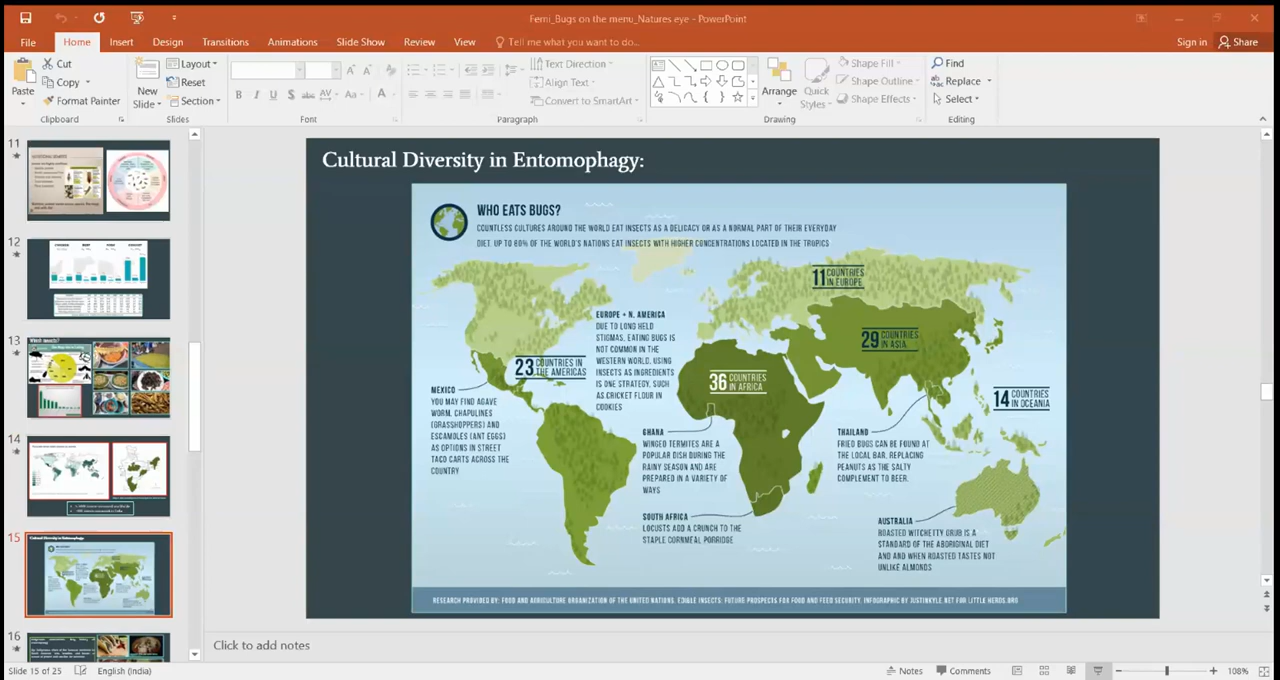 Femi_Bugs on the menu_Natures eye - PowerPoint
File Home Insert Design Transitions Animations Slide Show Review View Tell me what you want to do...
Sign in Share
Paste
Cut
Copy
Format Painter
Clipboard
New
Slide
Layout
Reset
Section
Slides
Font
Text Direction
Align Text
Convert to SmartArt
Paragraph
Arrange
Quick
Styles
Shape Fill
Shape Outline
Shape Effects
Drawing
Find
Replace
Select
Editing
11
12
13
14
15
16
Cultural Diversity in Entomophagy:
WHO EATS BUGS?
COUNTLESS CULTURES AROUND THE WORLD EAT INSECTS AS A DELICACY OR AS A NORMAL PART OF THEIR EVERYDAY
DIET. UP TO 80% OF THE WORLD'S NATIONS EAT INSECTS WITH HIGHER CONCENTRATIONS LOCATED IN THE TROPICS
11 COUNTRIES
IN EUROPE
29 COUNTRIES
IN ASIA
23 COUNTRIES IN
THE AMERICAS
36 COUNTRIES
IN AFRICA
14 COUNTRIES
IN OCEANIA
EUROPE + N. AMERICA
DUE TO LONG HELD
STIGMAS, EATING BUGS IS
NOT COMMON IN THE
WESTERN WORLD. USING
INSECTS AS INGREDIENTS
IS ONE STRATEGY, SUCH
AS CRICKET FLOUR IN
COOKIES
MEXICO
YOU MAY FIND AGAVE
WORM, CHAPULINES
(GRASSHOPPERS) AND
ESCAMOLES (ANT EGGS)
AS OPTIONS IN STREET
TACO CARTS ACROSS THE
COUNTRY
GHANA
WINGED TERMITES ARE A
POPULAR DISH DURING THE
RAINY SEASON AND ARE
PREPARED IN A VARIETY OF
WAYS
SOUTH AFRICA
LOCUSTS ADD A CRUNCH TO THE
STAPLE CORNMEAL PORRIDGE
THAILAND
FRIED BUGS CAN BE FOUND AT
THE LOCAL BAR, REPLACING
PEANUTS AS THE SALTY
COMPLEMENT TO BEER.
AUSTRALIA
ROASTED WITCHETTY GRUB IS A
STANDARD OF THE ABORIGINAL DIET
AND AND WHEN ROASTED TASTES NOT
UNLIKE ALMONDS
RESEARCH PROVIDED BY: FOOD AND AGRICULTURE ORGANIZATION OF THE UNITED NATIONS. EDIBLE INSECTS: FUTURE PROSPECTS FOR FOOD AND FEED SECURITY. INFOGRAPHIC BY JUSTINKYLE.NET FOR LITTLE HERDS.ORG
Click to add notes
Slide 15 of 25 English (India) Notes Comments 108%